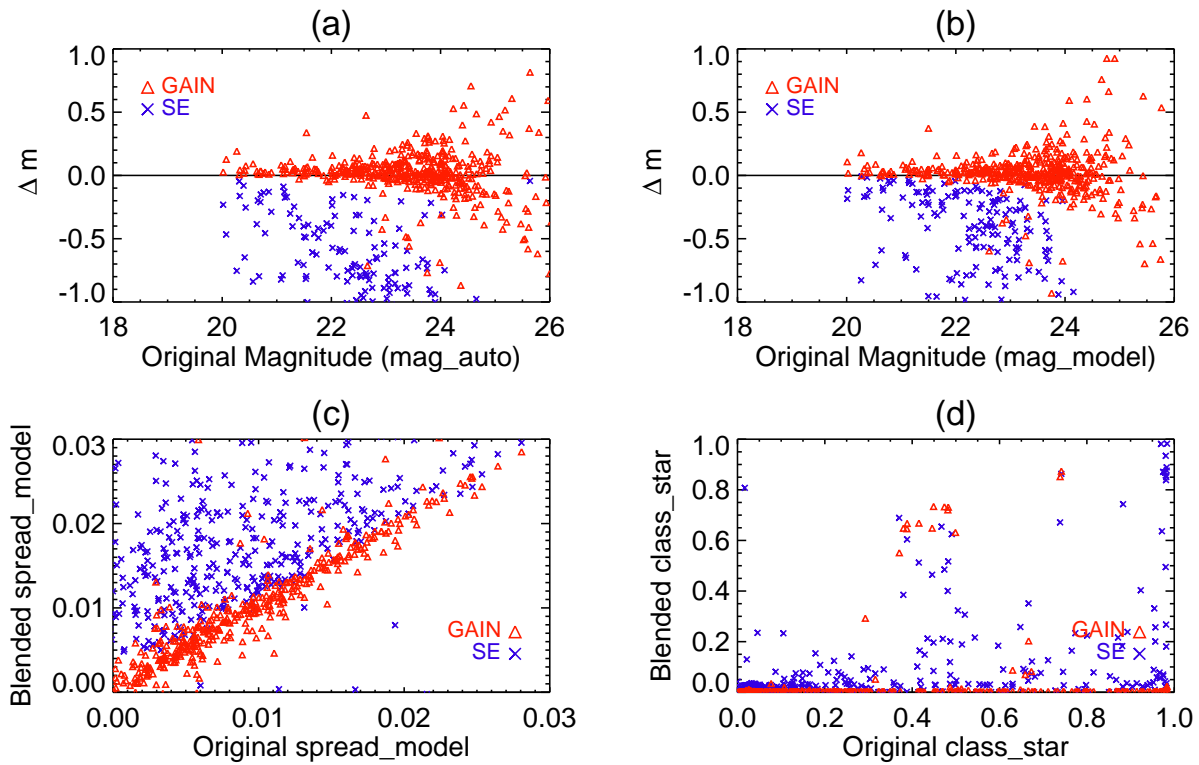 (a)
1.0
0.5
0.0
-0.5
-1.0
Δ m
GAIN
SE
18 20 22 24 26
Original Magnitude (mag_auto)
(b)
1.0
0.5
0.0
-0.5
-1.0
Δ m
GAIN
SE
18 20 22 24 26
Original Magnitude (mag_model)
(c)
0.03
0.02
0.01
0.00
Blended spread_model
GAIN
SE
0.00 0.01 0.02 0.03
Original spread_model
(d)
1.0
0.8
0.6
0.4
0.2
0.0
Blended class_star
GAIN
SE
0.0 0.2 0.4 0.6 0.8 1.0
Original class_star